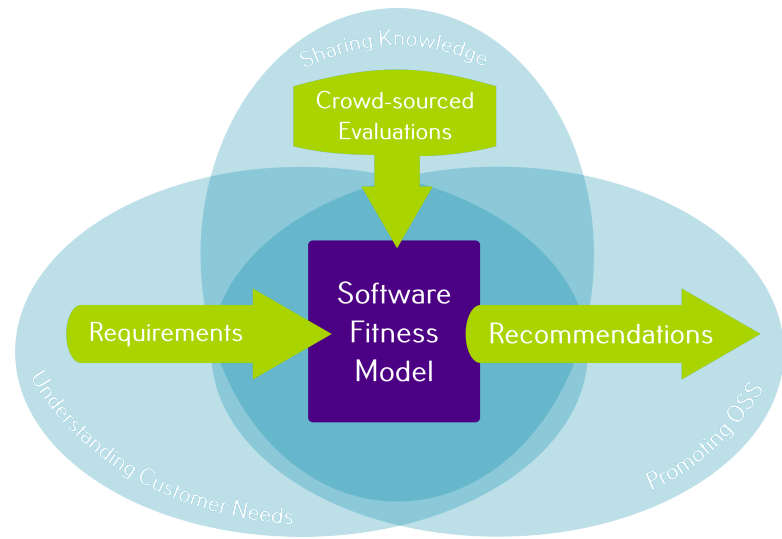 Sharing Knowledge
Crowd-sourced
Evaluations
Software
Fitness
Model
Requirements
Recommendations
Understanding Customer Needs
Promoting OSS